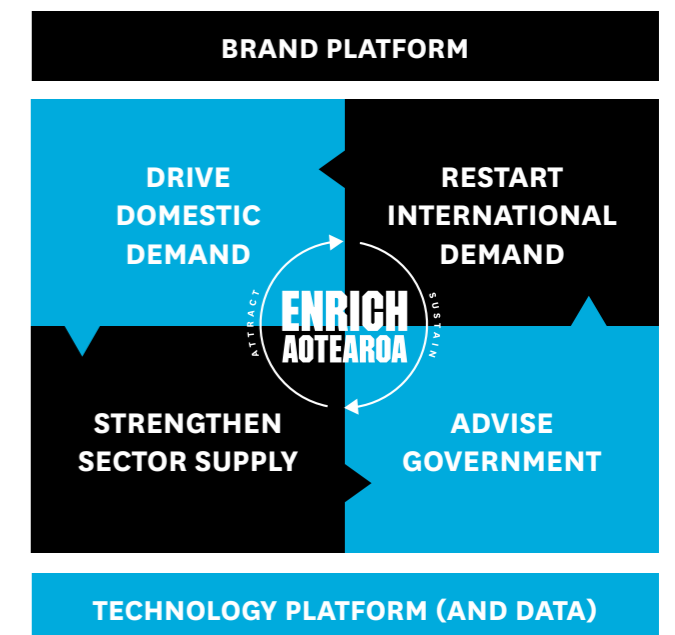 BRAND PLATFORM
DRIVE
DOMESTIC
DEMAND
RESTART
INTERNATIONAL
DEMAND
ATTRACT
ENRICH
AOTEAROA
SUSTAIN
STRENGTHEN
SECTOR SUPPLY
ADVISE
GOVERNMENT
TECHNOLOGY PLATFORM (AND DATA)